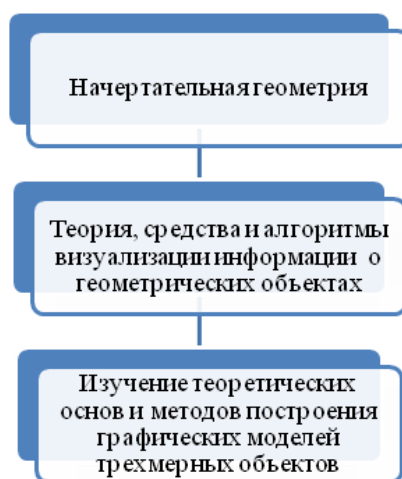 Начертательная геометрия
Теория, средства и алгоритмы
визуализации информации о
геометрических объектах
Изучение теоретических
основ и методов построения
графических моделей
трехмерных объектов